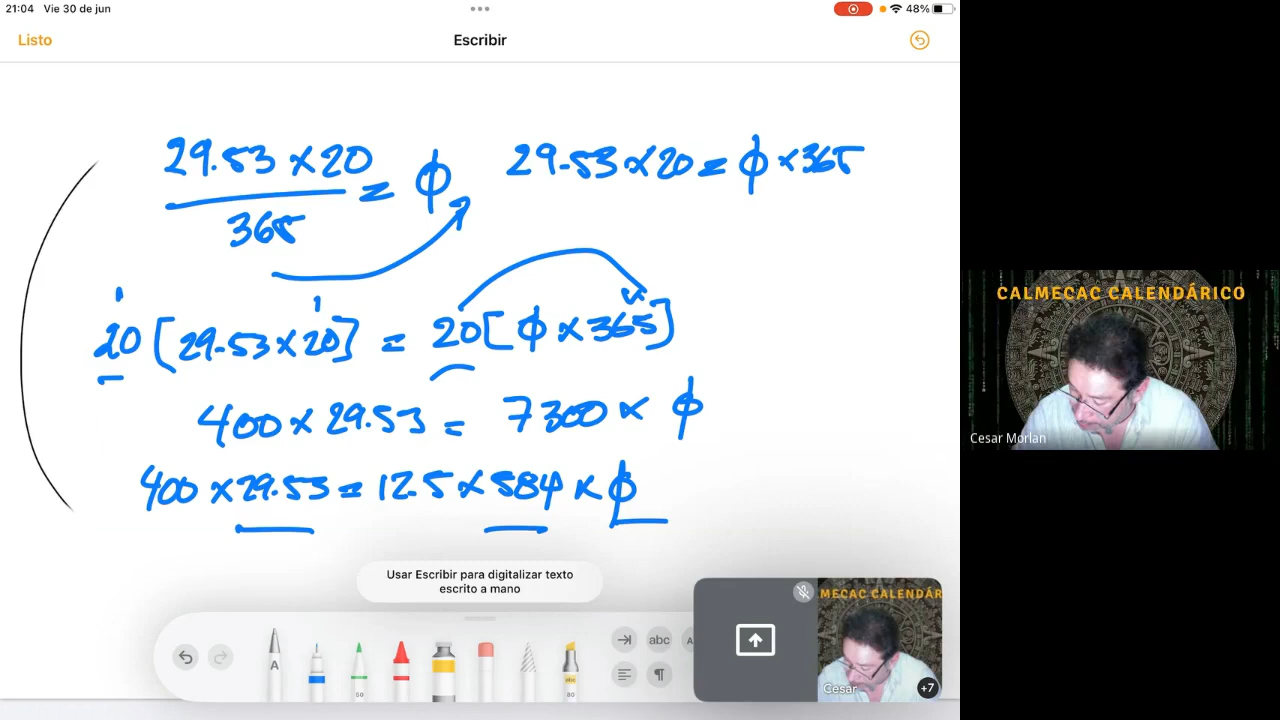 21:04 Vie 30 de jun
48%
Listo
Escribir
29.53 × 20 / 365 = ϕ
29.53 × 20 = ϕ × 365
20 [29.53 × 20] = 20 [ϕ × 365]
400 × 29.53 = 7300 × ϕ
400 × 29.53 = 12.5 × 584 × ϕ
Usar Escribir para digitalizar texto
escrito a mano
A
50
80
abc
A
MECAC CALENDÁR
Cesar
+7
CALMECAC CALENDÁRICO
Cesar Morlan